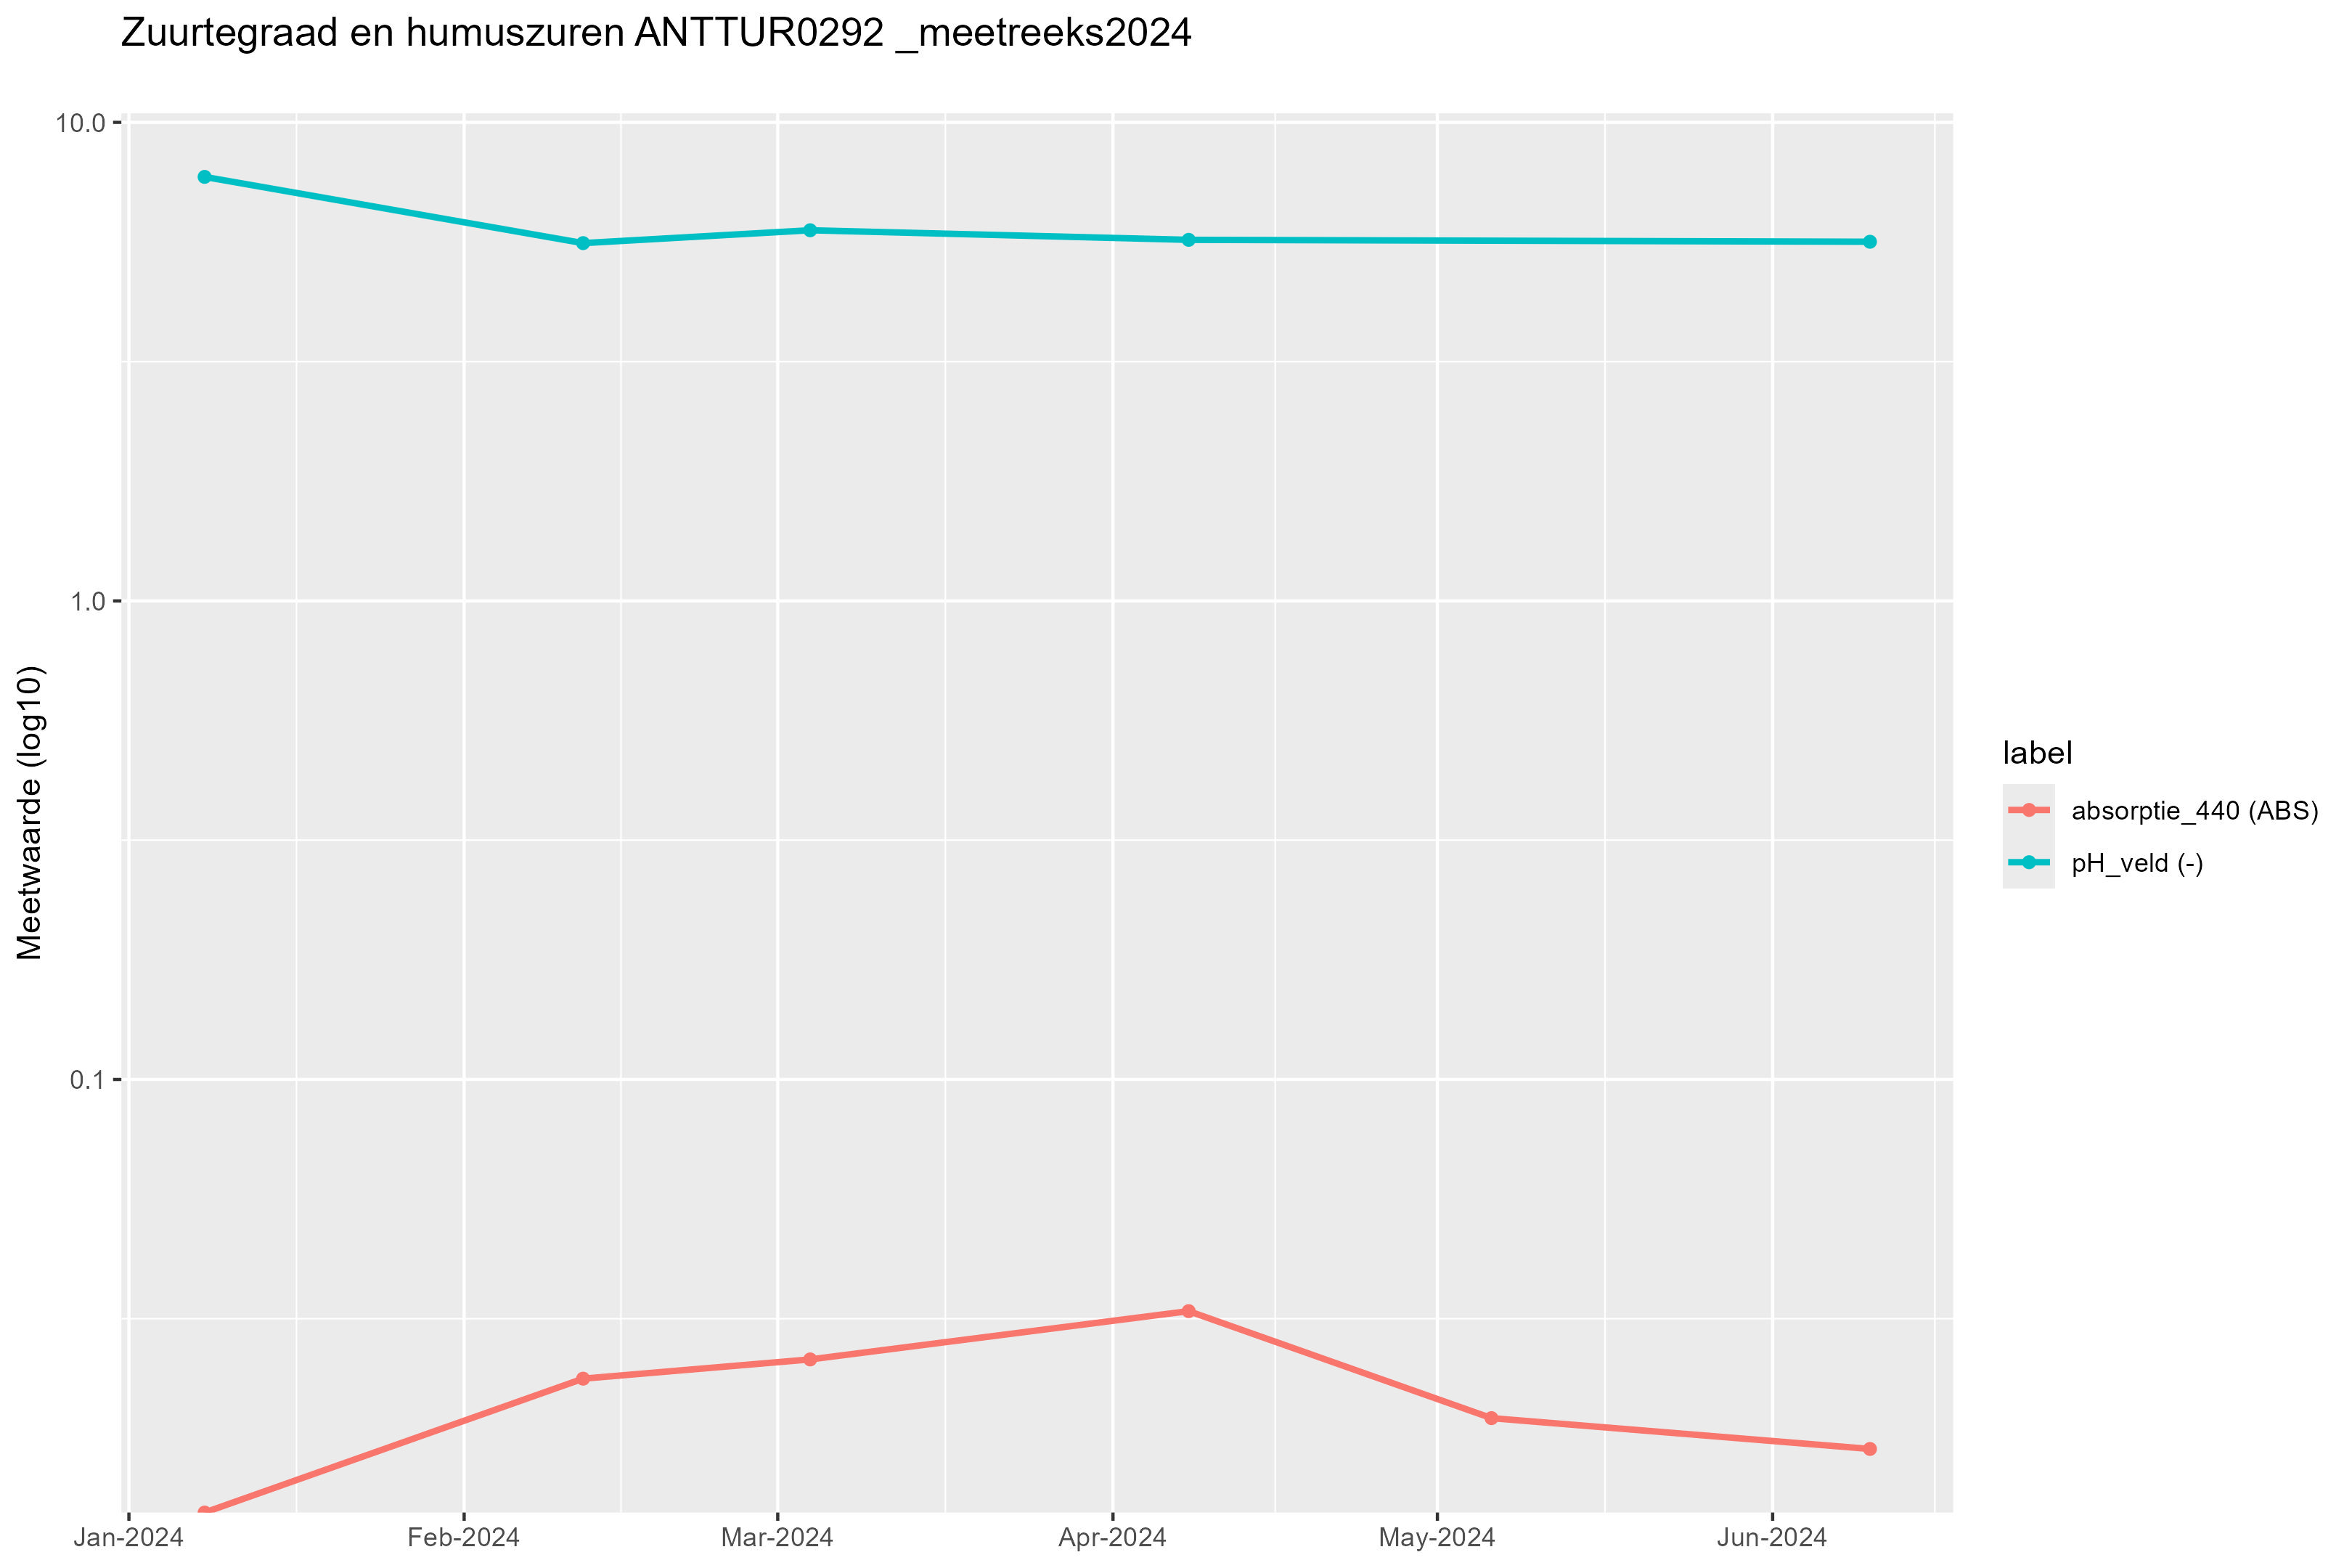 Zuurtegraad en humuszuren ANTTUR0292 _meetreeks2024
10.0
1.0
0.1
Meetwaarde (log10)
Jan-2024
Feb-2024
Mar-2024
Apr-2024
May-2024
Jun-2024
label
absorptie_440 (ABS)
pH_veld (-)